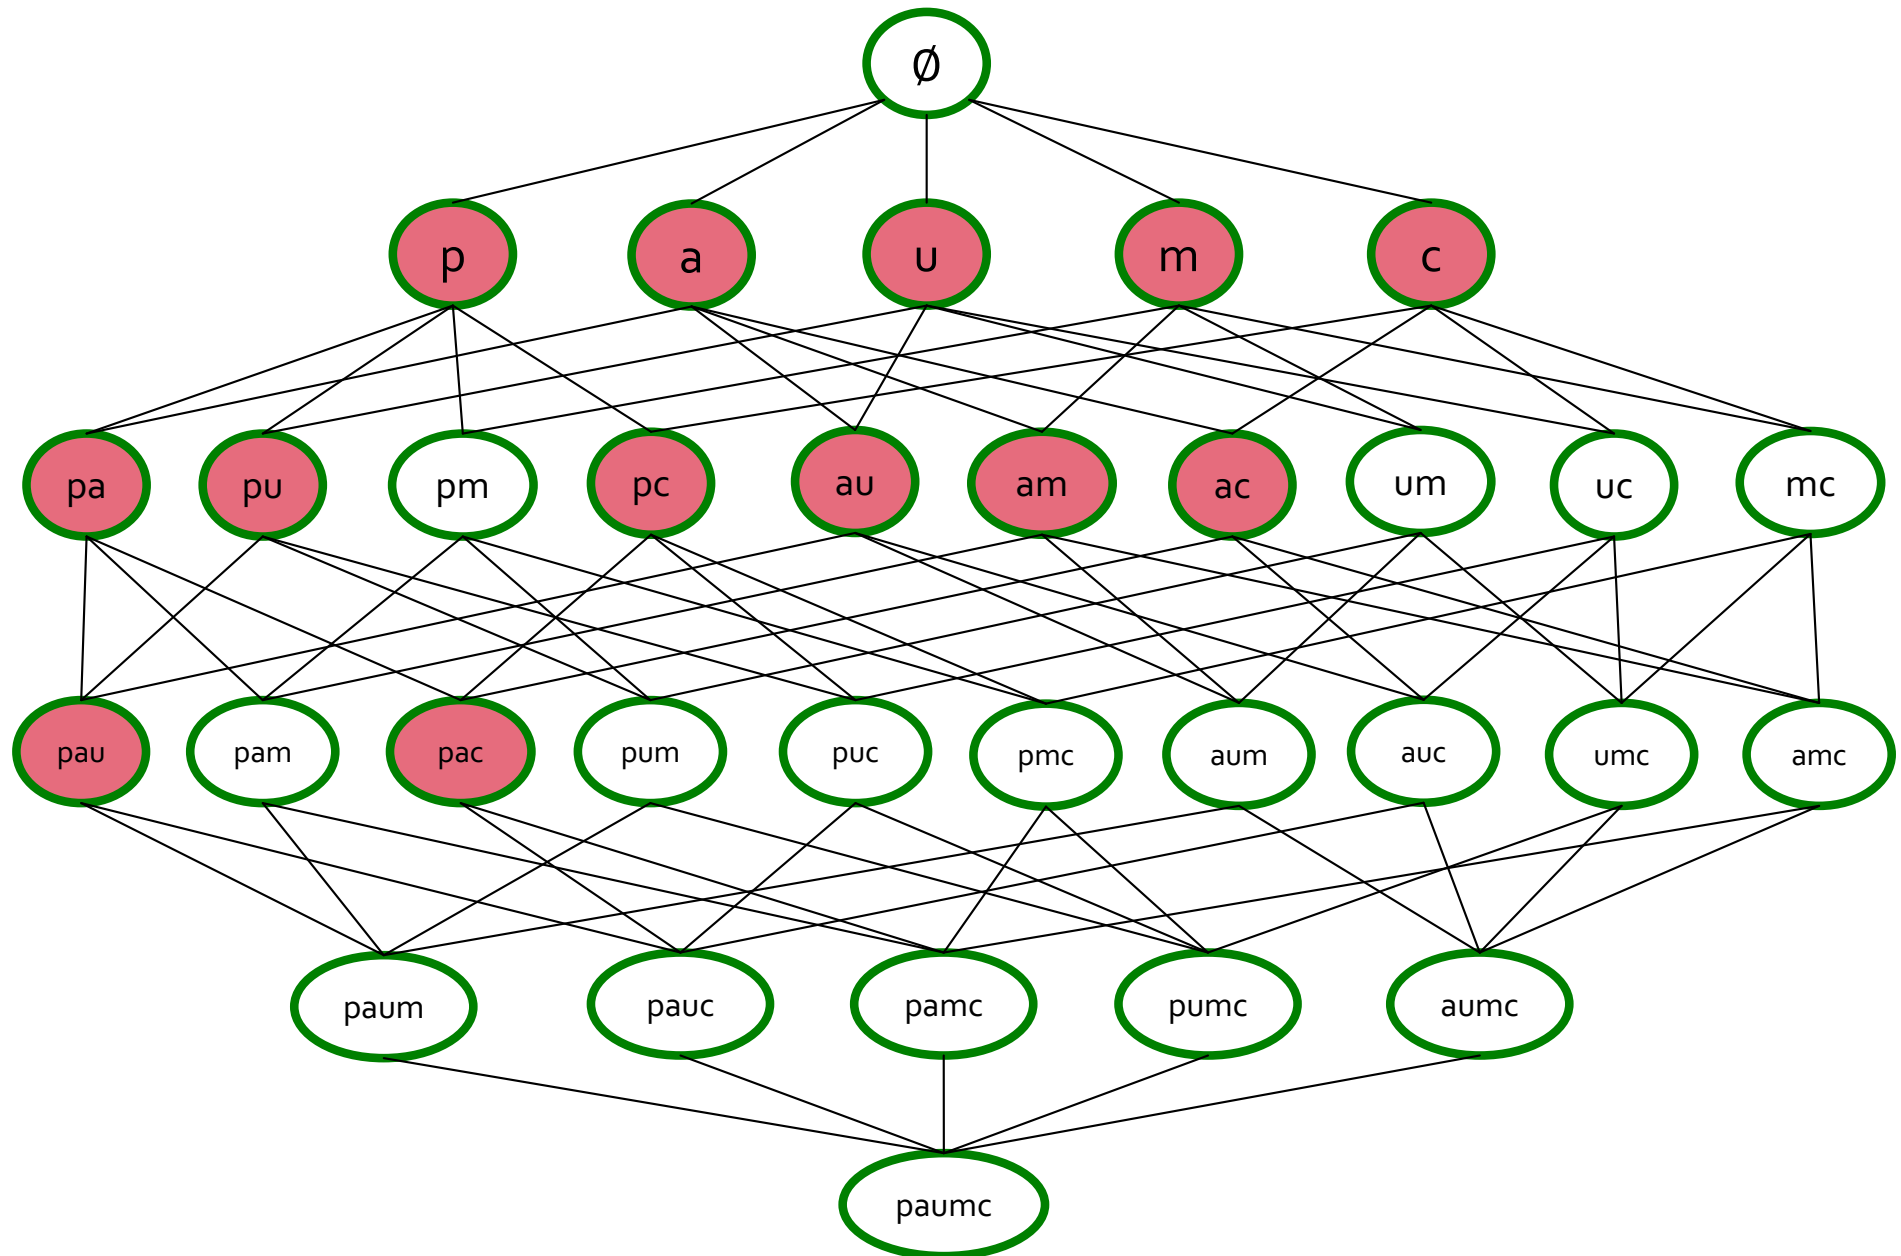 Ø
p a u m c
pa pu pm pc au am ac um uc mc
pau pam pac pum puc pmc aum auc umc amc
paum pauc pamc pumc aumc
paumc